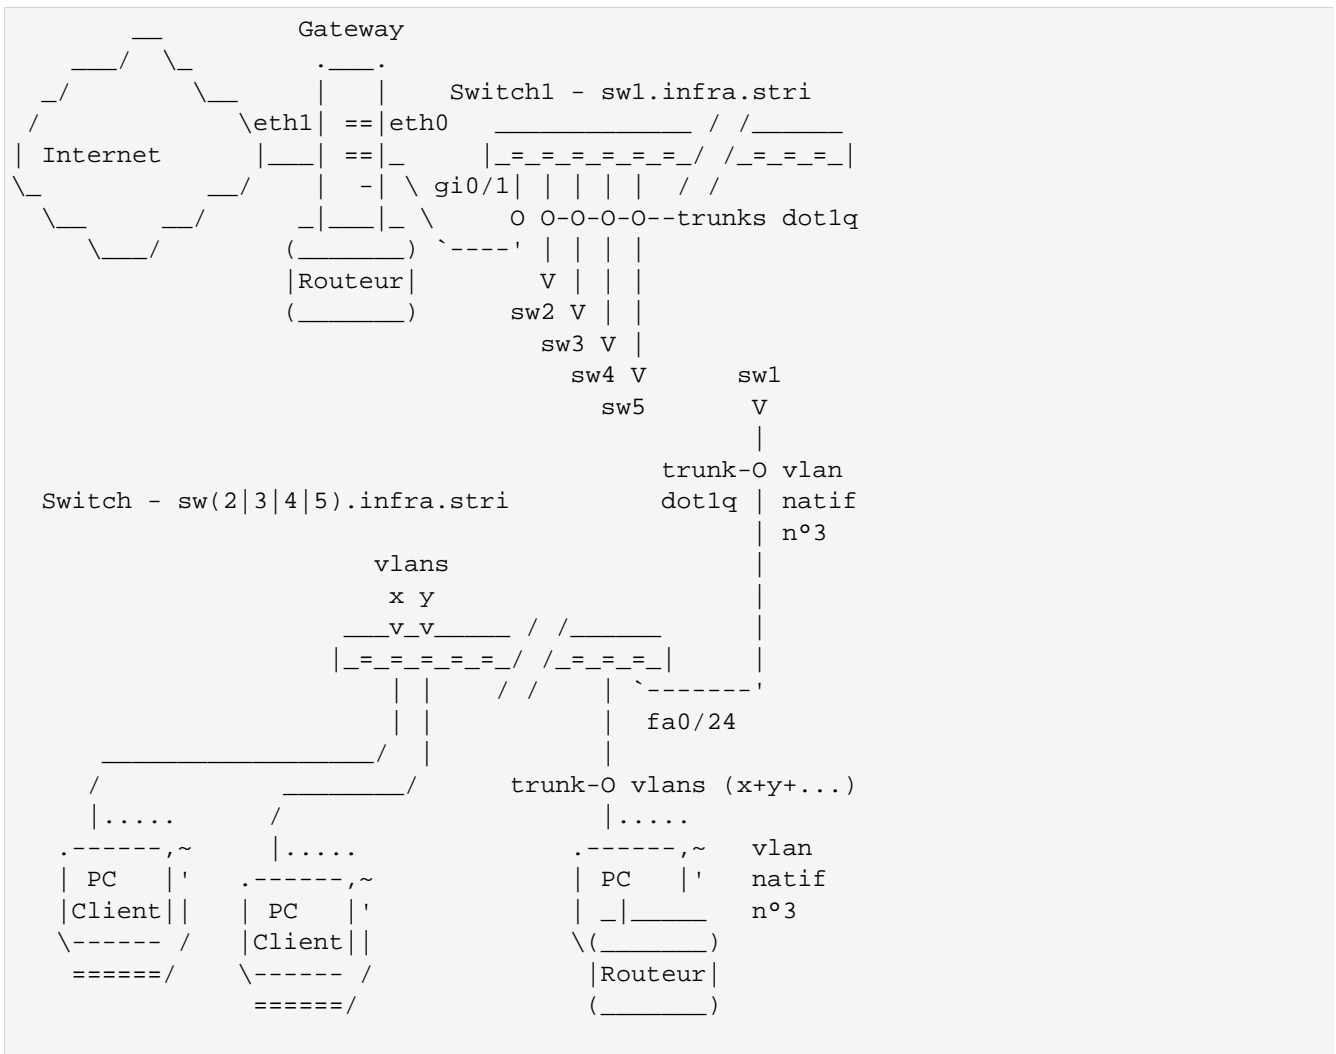 Gateway
Switch1 - sw1.infra.stri
eth1 eth0
Internet
gi0/1
trunks dot1q
Routeur
V
sw2 V
sw3 V
sw4 V sw1
sw5 V
trunk-O vlan
Switch - sw(2|3|4|5).infra.stri dot1q natif
n°3
vlans
x y
v v
fa0/24
trunk-O vlans (x+y+...)
vlan
PC PC natif
Client PC n°3
Client
Routeur